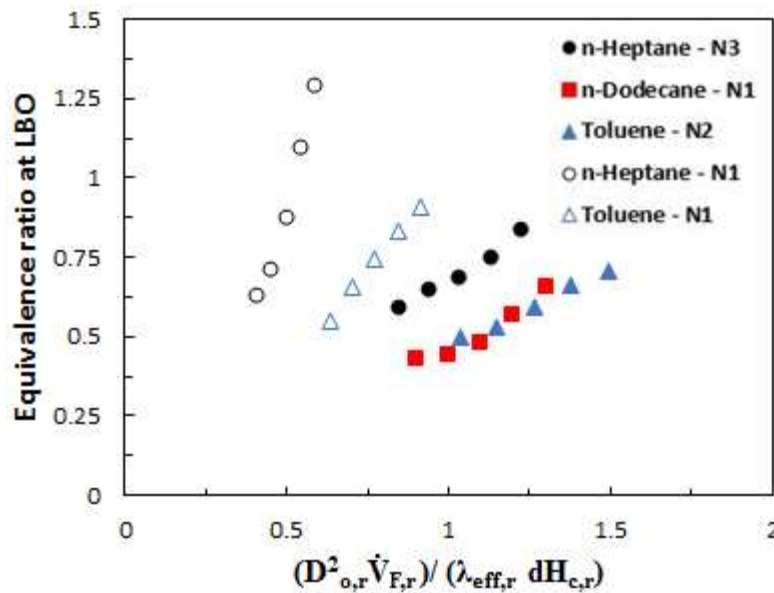 1.5
1.25
1
0.75
0.5
0.25
0
Equivalence ratio at LBO
n-Heptane - N3
n-Dodecane - N1
Toluene - N2
n-Heptane - N1
Toluene - N1
0 0.5 1 1.5 2
(D²ₒ,ᵣV̇F,r)/ (λeff,r dHc,r)